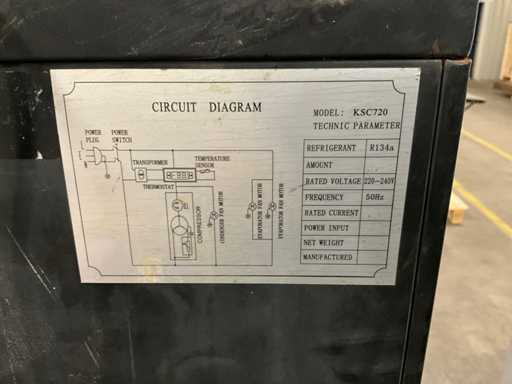 CIRCUIT DIAGRAM
MODEL: KSC720
TECHNIC PARAMETER
POWER PLUG
POWER SWITCH
TRANSFORMER
TEMPERATURE SENSOR
THERMOSTAT
COMPRESSOR
CONDENSER FAN MOTOR
EVAPORATOR FAN MOTOR
EVAPORATOR FAN MOTOR
REFRIGERANT R134a
AMOUNT
RATED VOLTAGE 220-240V
FREQUENCY 50Hz
RATED CURRENT
POWER INPUT
NET WEIGHT
MANUFACTURED